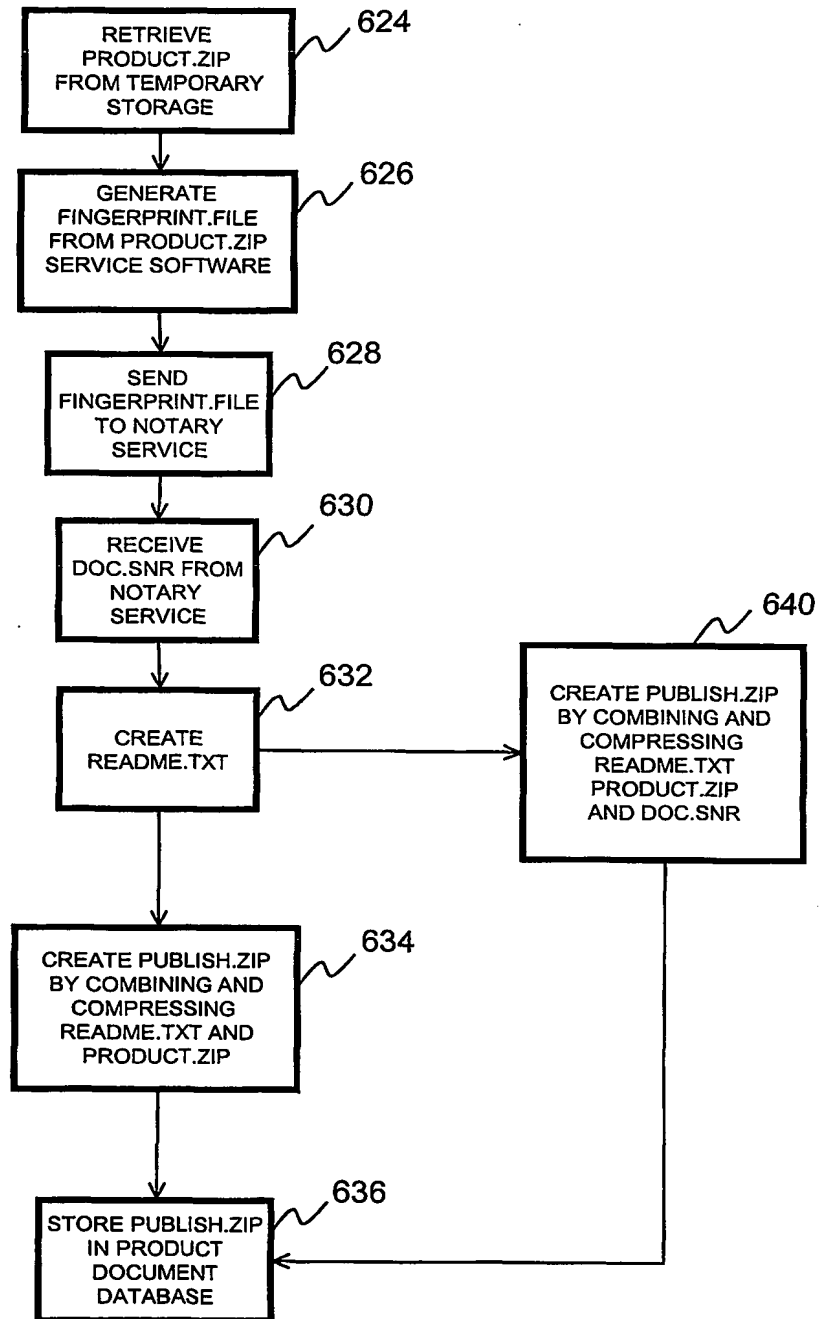 RETRIEVE
PRODUCT.ZIP
FROM TEMPORARY
STORAGE
624
GENERATE
FINGERPRINT.FILE
FROM PRODUCT.ZIP
SERVICE SOFTWARE
626
SEND
FINGERPRINT.FILE
TO NOTARY
SERVICE
628
RECEIVE
DOC.SNR FROM
NOTARY
SERVICE
630
CREATE
README.TXT
632
CREATE PUBLISH.ZIP
BY COMBINING AND
COMPRESSING
README.TXT
PRODUCT.ZIP
AND DOC.SNR
640
CREATE PUBLISH.ZIP
BY COMBINING AND
COMPRESSING
README.TXT AND
PRODUCT.ZIP
634
STORE PUBLISH.ZIP
IN PRODUCT
DOCUMENT
DATABASE
636